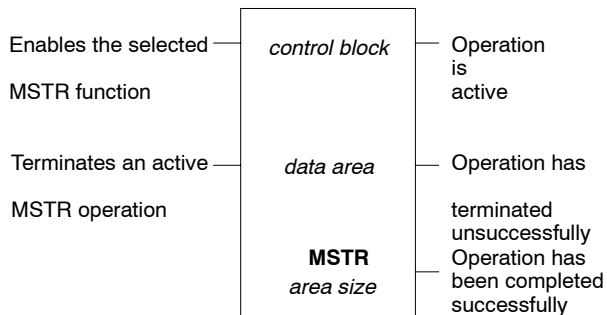 Enables the selected
MSTR function
control block
Operation
is
active
Terminates an active
MSTR operation
data area
Operation has
terminated
unsuccessfully
MSTR
area size
Operation has
been completed
successfully